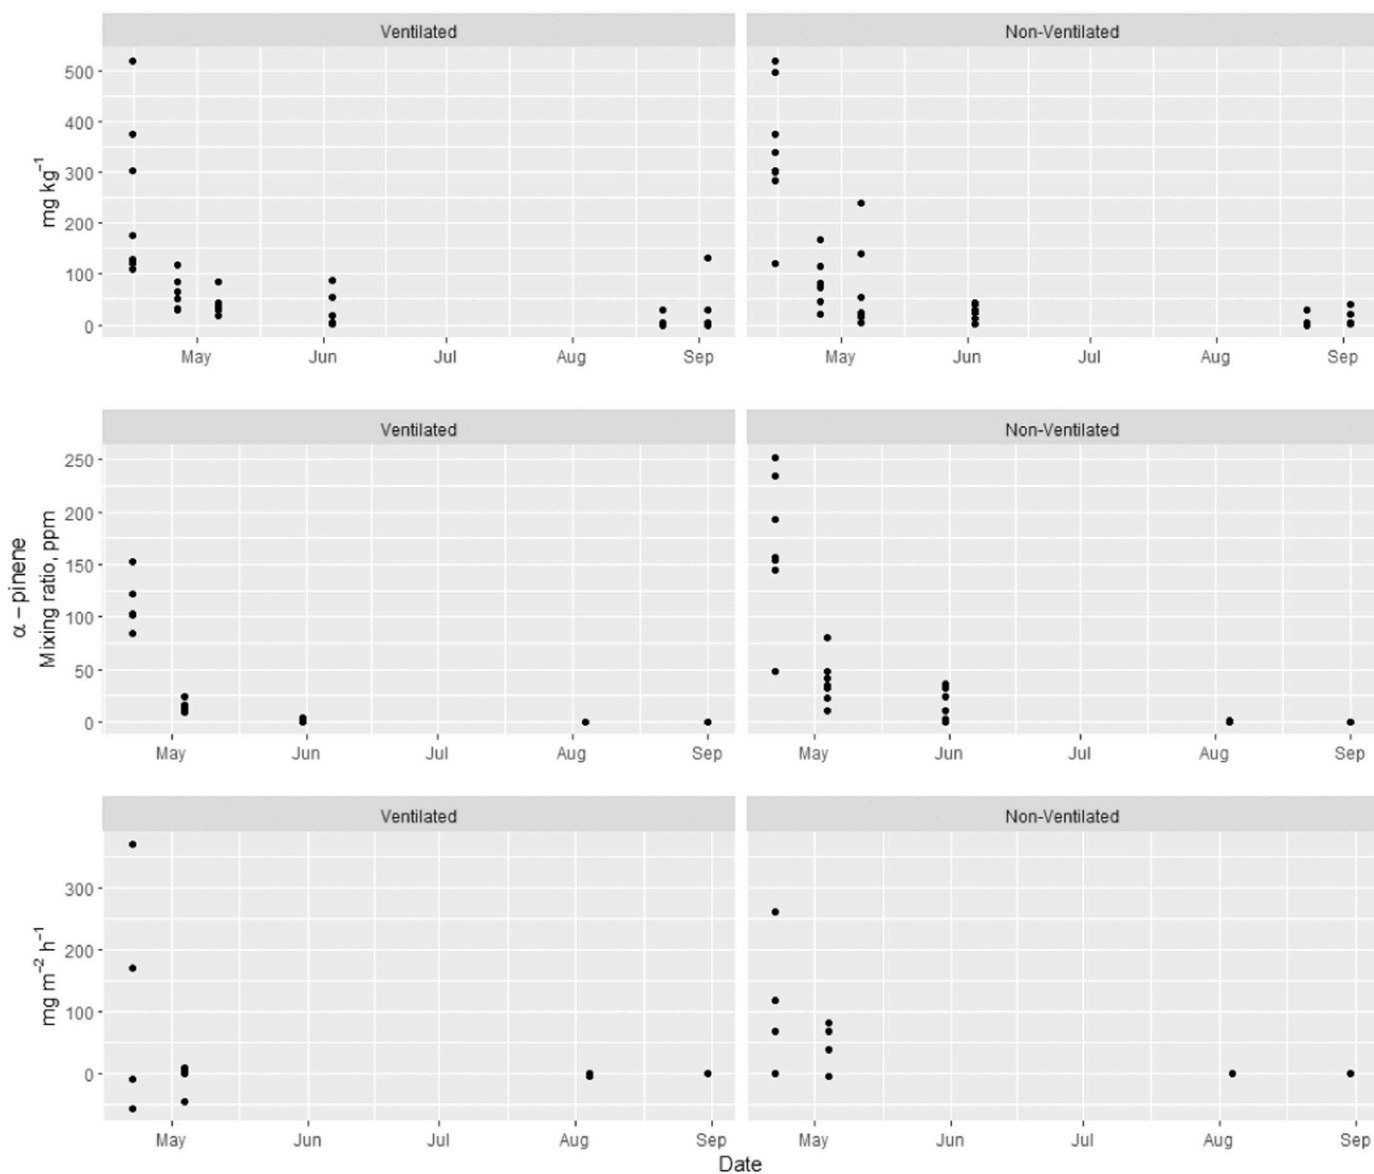 Ventilated Non-Ventilated
500
400
300
200
100
0
mg kg⁻¹
May Jun Jul Aug Sep May Jun Jul Aug Sep
Ventilated Non-Ventilated
250
200
150
100
50
0
α – pinene
Mixing ratio, ppm
May Jun Jul Aug Sep May Jun Jul Aug Sep
Ventilated Non-Ventilated
300
200
100
0
mg m⁻² h⁻¹
May Jun Jul Aug Sep May Jun Jul Aug Sep
Date